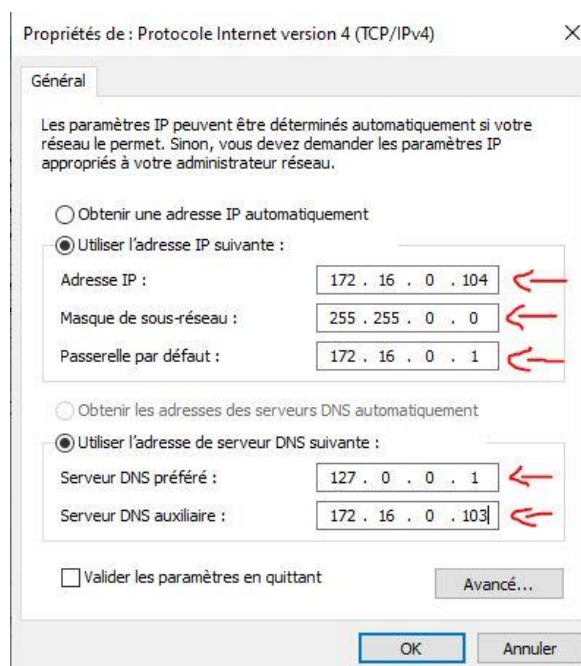 Propriétés de : Protocole Internet version 4 (TCP/IPv4)
Général
Les paramètres IP peuvent être déterminés automatiquement si votre
réseau le permet. Sinon, vous devez demander les paramètres IP
appropriés à votre administrateur réseau.
Obtenir une adresse IP automatiquement
Utiliser l'adresse IP suivante :
Adresse IP : 172 . 16 . 0 . 104
Masque de sous-réseau : 255 . 255 . 0 . 0
Passerelle par défaut : 172 . 16 . 0 . 1
Obtenir les adresses des serveurs DNS automatiquement
Utiliser l'adresse de serveur DNS suivante :
Serveur DNS préféré : 127 . 0 . 0 . 1
Serveur DNS auxiliaire : 172 . 16 . 0 . 103
Valider les paramètres en quittant
Avancé...
OK Annuler